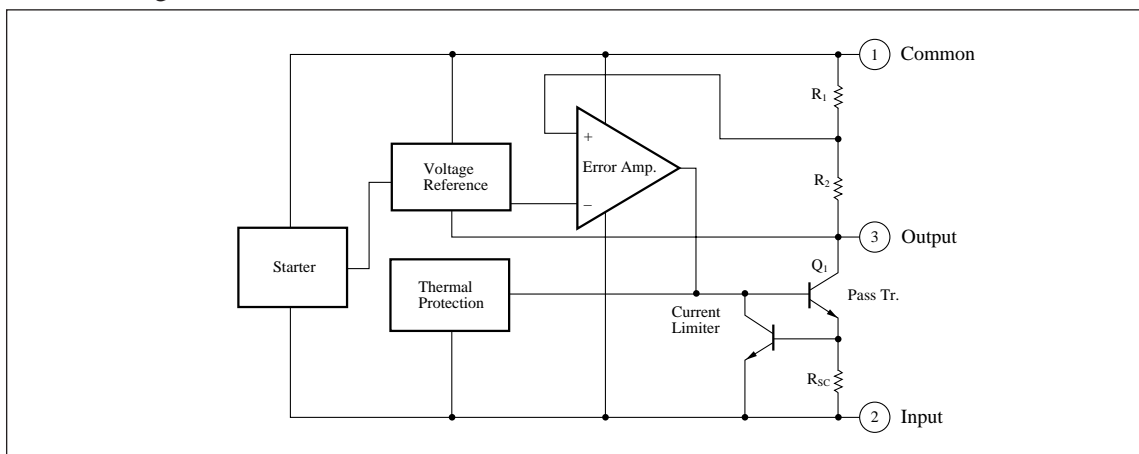 1 Common
R1
+
Voltage
Reference
Error Amp.
R2
−
3 Output
Starter
Q1
Thermal
Protection
Pass Tr.
Current
Limiter
RSC
2 Input